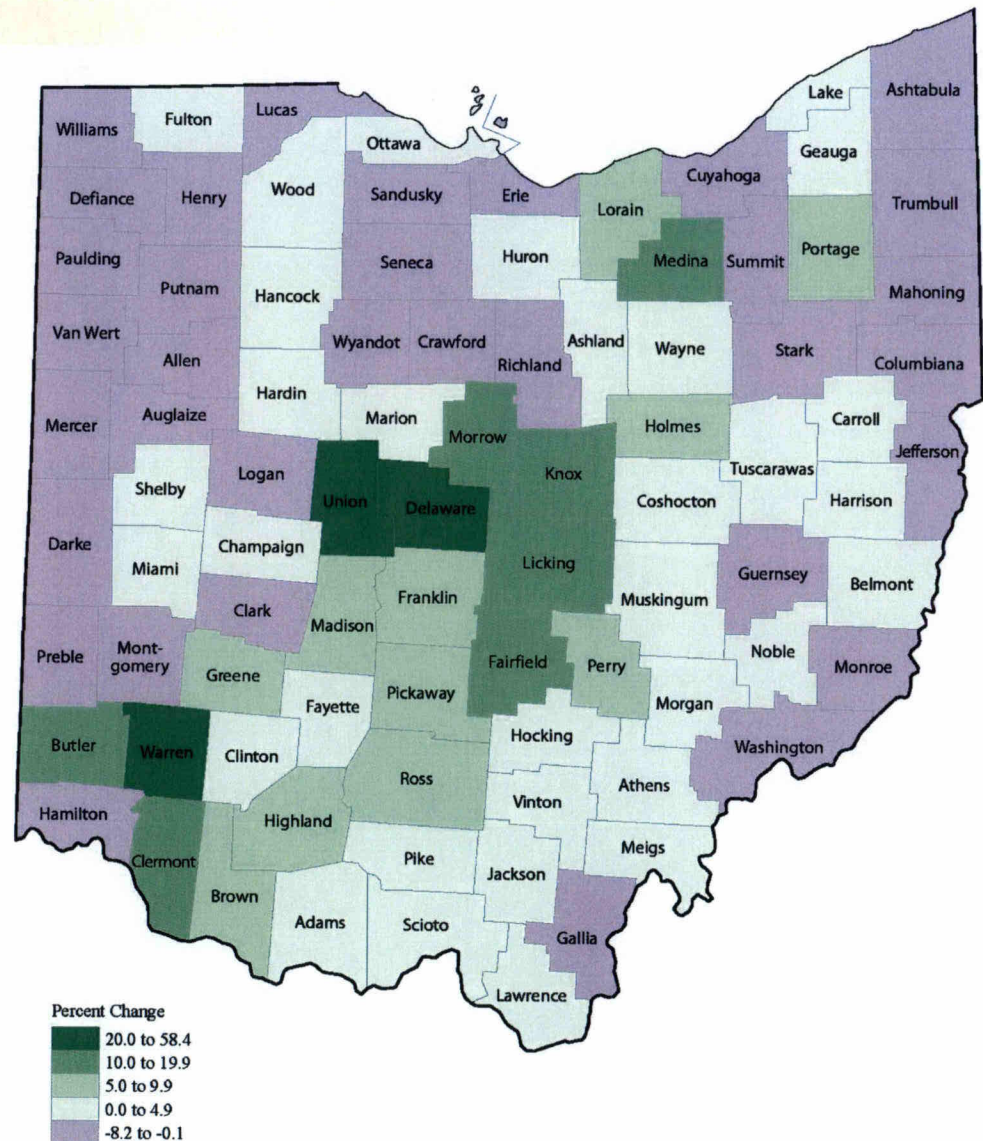 Lake
Ashtabula
Williams
Fulton
Lucas
Ottawa
Geauga
Cuyahoga
Wood
Defiance
Henry
Sandusky
Erie
Lorain
Trumbull
Paulding
Seneca
Huron
Medina
Summit
Portage
Putnam
Hancock
Mahoning
Van Wert
Allen
Wyandot
Crawford
Richland
Ashland
Wayne
Stark
Columbiana
Hardin
Mercer
Auglaize
Marion
Morrow
Holmes
Carroll
Logan
Knox
Tuscarawas
Jefferson
Shelby
Union
Delaware
Coshocton
Harrison
Darke
Champaign
Miami
Licking
Guernsey
Belmont
Clark
Franklin
Muskingum
Madison
Preble
Mont-
gomery
Greene
Fairfield
Perry
Noble
Monroe
Pickaway
Fayette
Morgan
Butler
Warren
Clinton
Hocking
Washington
Ross
Athens
Hamilton
Highland
Vinton
Clermont
Pike
Meigs
Jackson
Brown
Adams
Scioto
Gallia
Lawrence
Percent Change
20.0 to 58.4
10.0 to 19.9
5.0 to 9.9
0.0 to 4.9
-8.2 to -0.1